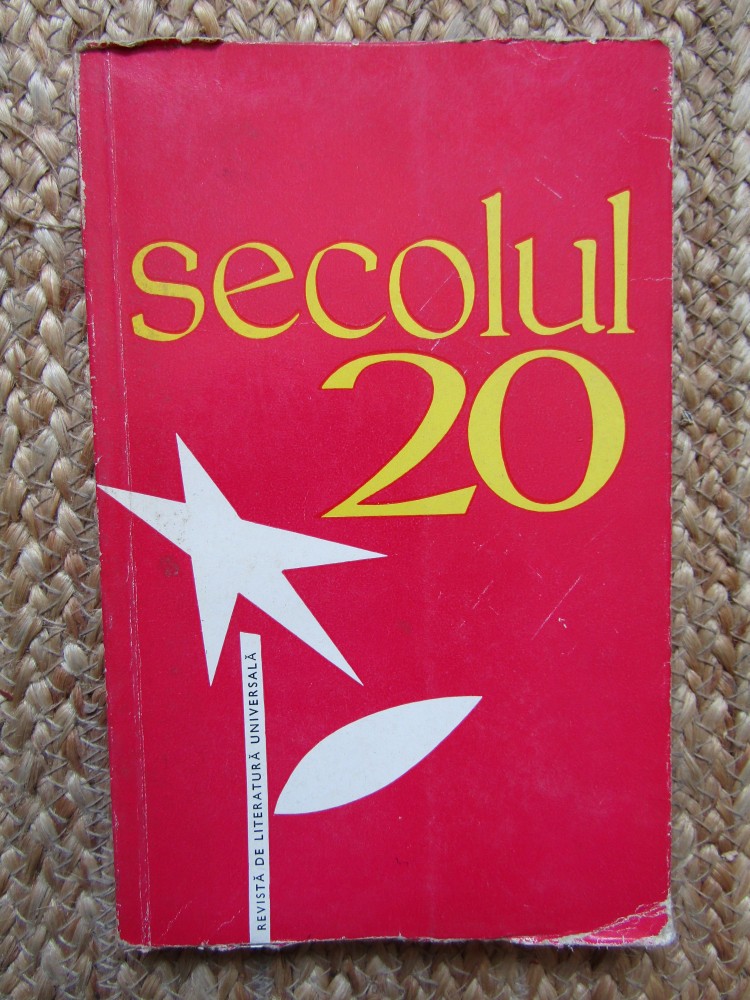 secolul
20
REVISTĂ DE LITERATURĂ UNIVERSALĂ